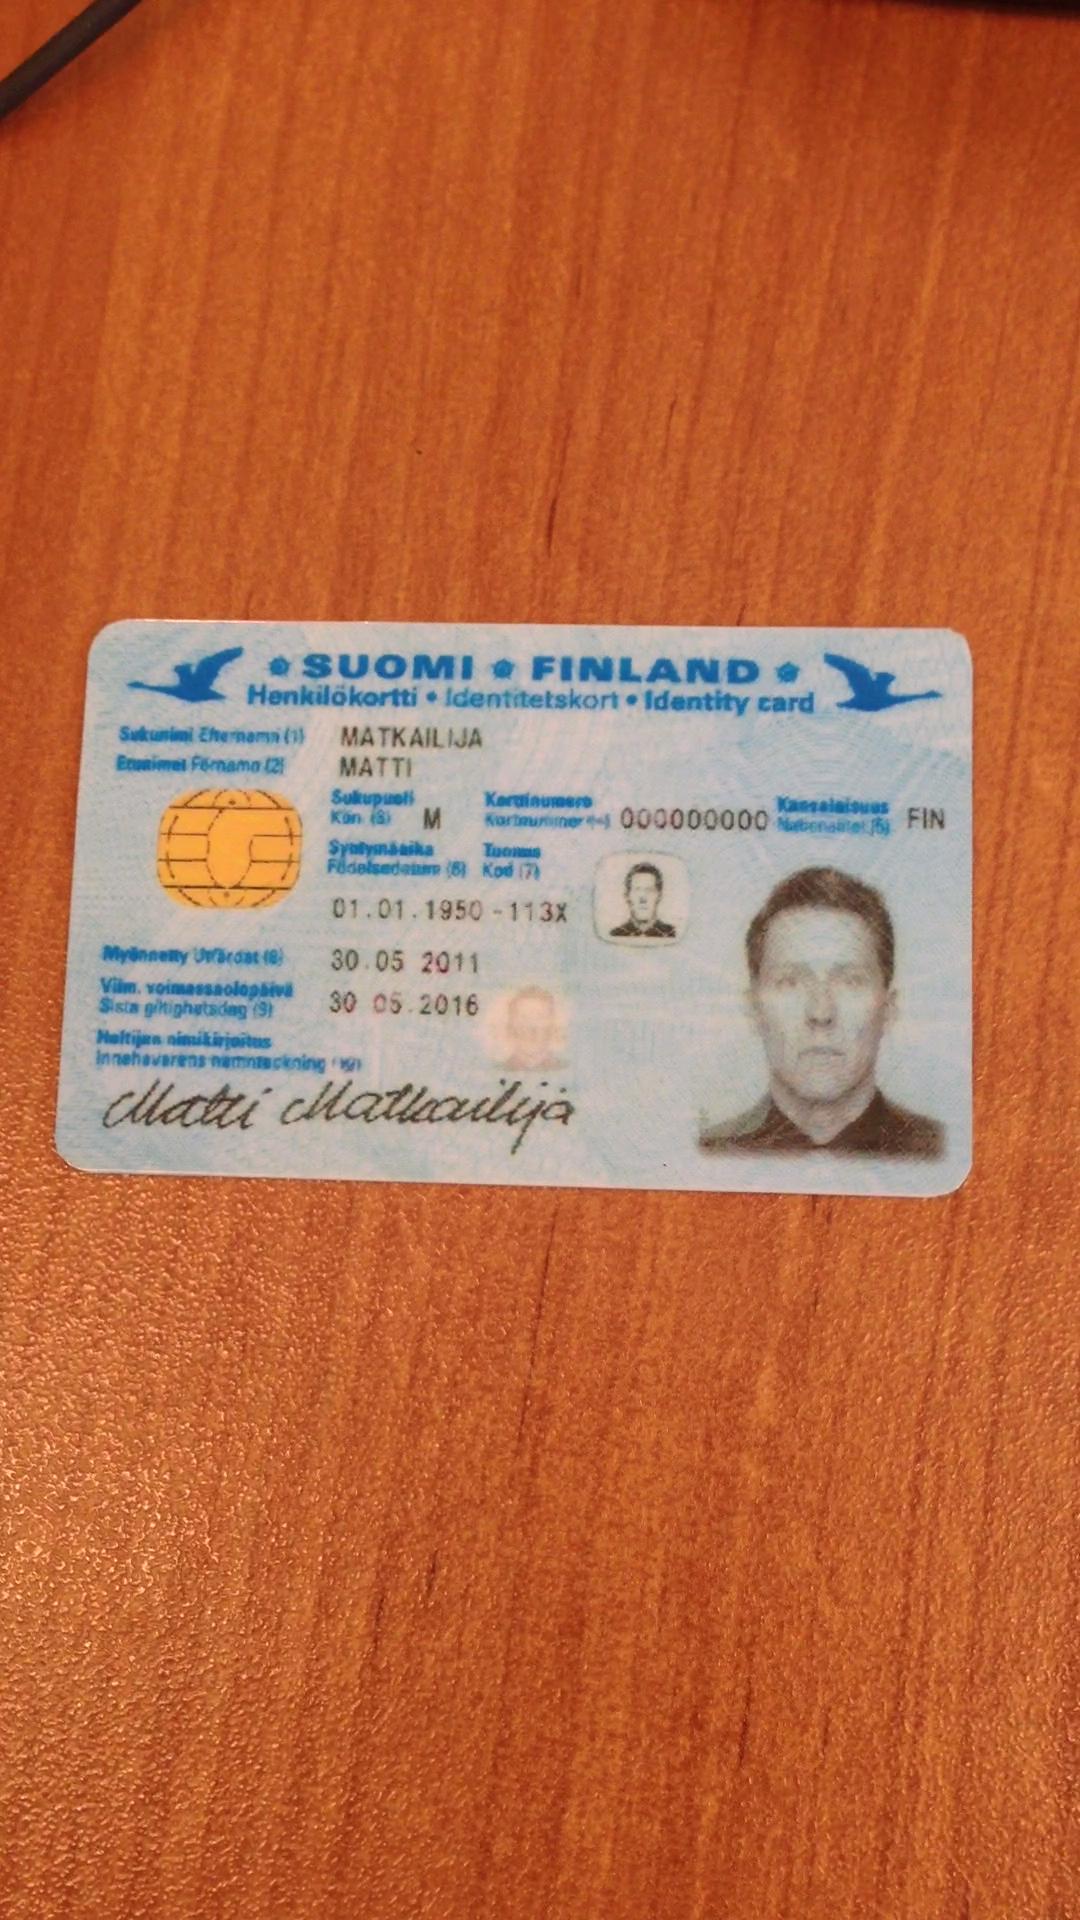 SUOMI FINLAND
Henkilökortti • Identitetskort • Identity card
Sukunimi Efternamn (1) MATKAILIJA
Etunimet Förnamn (2) MATTI
Sukupuoli Kortinumero Kansalaisuus
Kön (3) M Kortnummer (4) 000000000 Nationalitet (5) FIN
Syntymäaika Tunnus
Födelsedatum (6) Kod (7)
01.01.1950 -113X
Myönnetty Utfärdat (8) 30.05 2011
Viim. voimassaolopäivä
Sista giltighetsdag (9) 30 05.2016
Haltijan nimikirjoitus
Innehavarens namnteckning (10)
Matti Matkailija